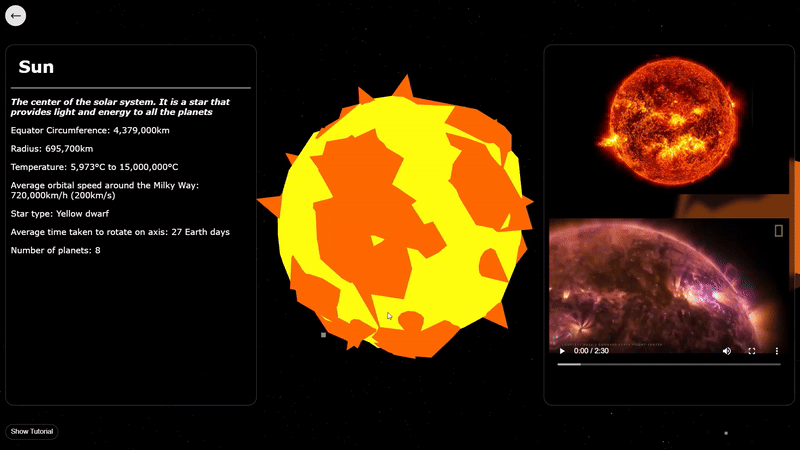 Sun
The center of the solar system. It is a star that
provides light and energy to all the planets
Equator Circumference: 4,379,000km
Radius: 695,700km
Temperature: 5,973°C to 15,000,000°C
Average orbital speed around the Milky Way:
720,000km/h (200km/s)
Star type: Yellow dwarf
Average time taken to rotate on axis: 27 Earth days
Number of planets: 8
0:00 / 2:30
Show Tutorial